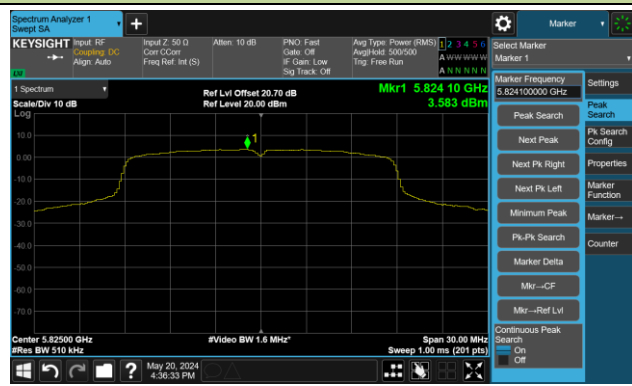 Spectrum Analyzer 1
Swept SA
KEYSIGHT
Input: RF
Coupling: DC
Align: Auto
Input Z: 50 Ω
Corr CCorr
Freq Ref: Int (S)
Atten: 10 dB
PNO: Fast
Gate: Off
IF Gain: Low
Sig Track: Off
Avg Type: Power (RMS)
Avg|Hold: 500/500
Trig: Free Run
1 2 3 4 5 6
A W W W W W
A N N N N N
1 Spectrum
Scale/Div 10 dB
Log
Ref Lvl Offset 20.70 dB
Ref Level 20.00 dBm
Mkr1 5.824 10 GHz
3.583 dBm
1
10.0
0.00
-10.0
-20.0
-30.0
-40.0
-50.0
-60.0
-70.0
Center 5.82500 GHz
#Res BW 510 kHz
#Video BW 1.6 MHz*
Span 30.00 MHz
Sweep 1.00 ms (201 pts)
?
May 20, 2024
4:36:33 PM
Marker
Select Marker
Marker 1
Marker Frequency
5.824100000 GHz
Peak Search
Next Peak
Next Pk Right
Next Pk Left
Minimum Peak
Pk-Pk Search
Marker Delta
Mkr→CF
Mkr→Ref Lvl
Continuous Peak
Search
On
Off
Settings
Peak
Search
Pk Search
Config
Properties
Marker
Function
Marker→
Counter